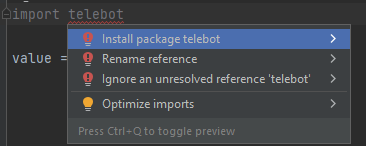 import telebot
Install package telebot
value =
Rename reference
Ignore an unresolved reference 'telebot'
Optimize imports
Press Ctrl+Q to toggle preview